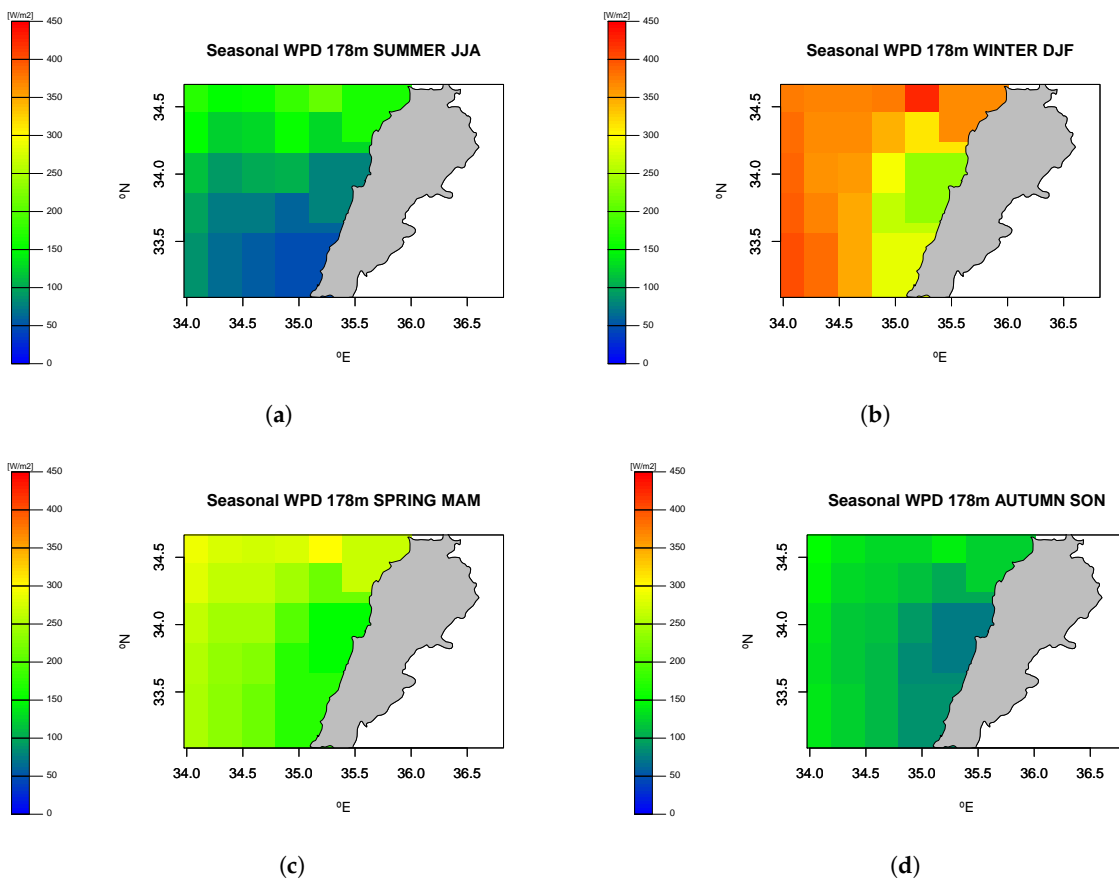 [W/m2]
450
400
350
300
250
200
150
100
50
0
Seasonal WPD 178m SUMMER JJA
34.5
34.0
33.5
ºN
34.0 34.5 35.0 35.5 36.0 36.5
ºE
(a)
[W/m2]
450
400
350
300
250
200
150
100
50
0
Seasonal WPD 178m WINTER DJF
34.5
34.0
33.5
ºN
34.0 34.5 35.0 35.5 36.0 36.5
ºE
(b)
[W/m2]
450
400
350
300
250
200
150
100
50
0
Seasonal WPD 178m SPRING MAM
34.5
34.0
33.5
ºN
34.0 34.5 35.0 35.5 36.0 36.5
ºE
(c)
[W/m2]
450
400
350
300
250
200
150
100
50
0
Seasonal WPD 178m AUTUMN SON
34.5
34.0
33.5
ºN
34.0 34.5 35.0 35.5 36.0 36.5
ºE
(d)